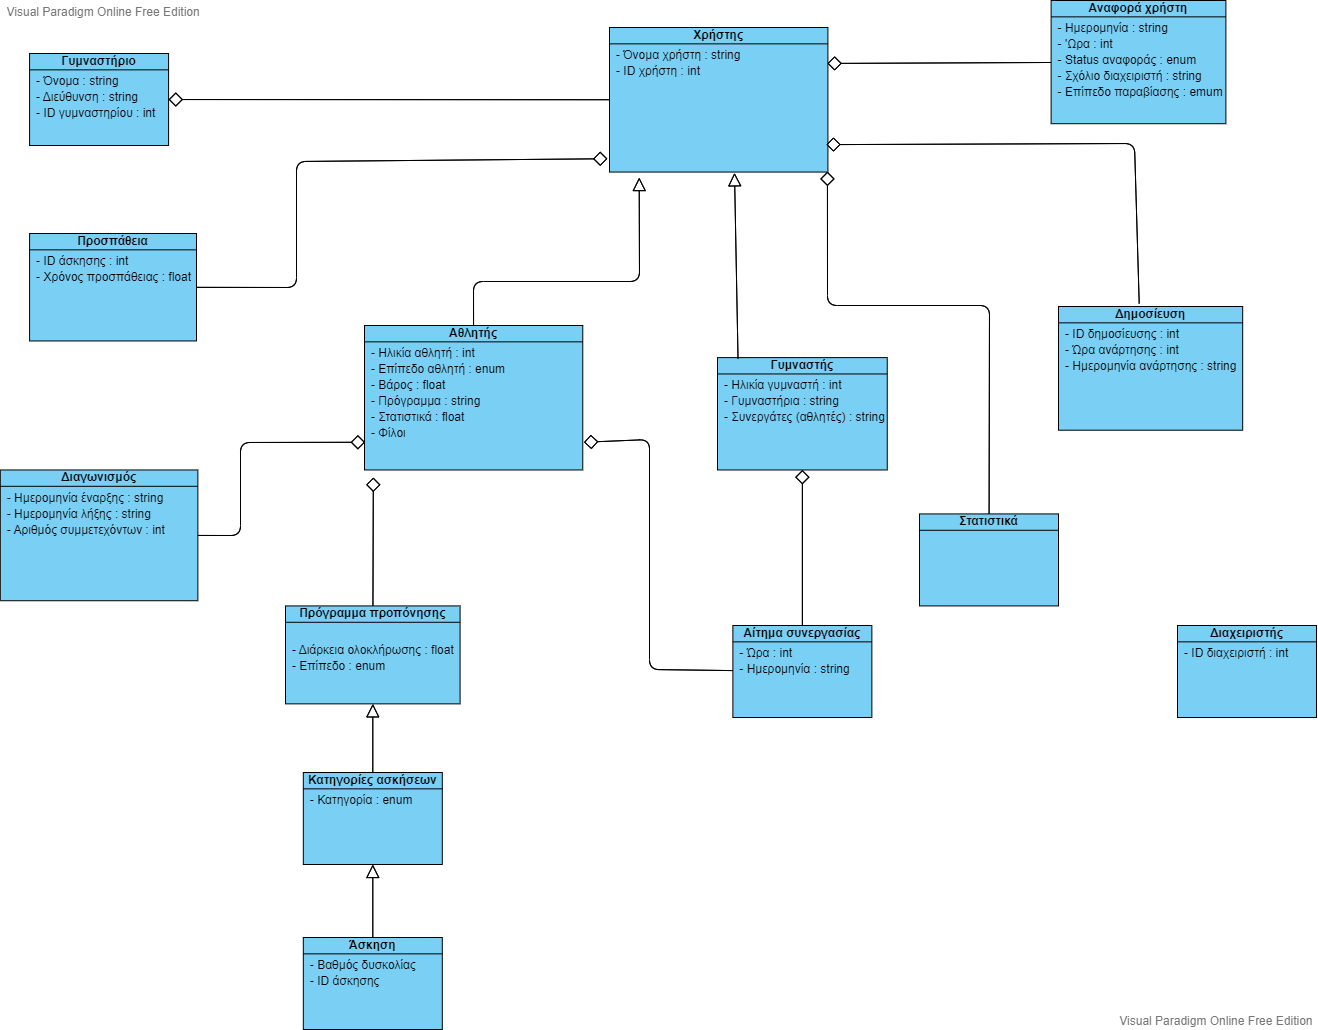 Visual Paradigm Online Free Edition
Γυμναστήριο
- Όνομα : string
- Διεύθυνση : string
- ID γυμναστηρίου : int
Χρήστης
- Όνομα χρήστη : string
- ID χρήστη : int
Αναφορά χρήστη
- Ημερομηνία : string
- 'Ωρα : int
- Status αναφοράς : enum
- Σχόλιο διαχειριστή : string
- Επίπεδο παραβίασης : emum
Προσπάθεια
- ID άσκησης : int
- Χρόνος προσπάθειας : float
Αθλητής
- Ηλικία αθλητή : int
- Επίπεδο αθλητή : enum
- Βάρος : float
- Πρόγραμμα : string
- Στατιστικά : float
- Φίλοι
Γυμναστής
- Ηλικία γυμναστή : int
- Γυμναστήρια : string
- Συνεργάτες (αθλητές) : string
Δημοσίευση
- ID δημοσίευσης : int
- Ώρα ανάρτησης : int
- Ημερομηνία ανάρτησης : string
Διαγωνισμός
- Ημερομηνία έναρξης : string
- Ημερομηνία λήξης : string
- Αριθμός συμμετεχόντων : int
Στατιστικά
Πρόγραμμα προπόνησης
- Διάρκεια ολοκλήρωσης : float
- Επίπεδο : enum
Αίτημα συνεργασίας
- Ώρα : int
- Ημερομηνία : string
Διαχειριστής
- ID διαχειριστή : int
Κατηγορίες ασκήσεων
- Κατηγορία : enum
Άσκηση
- Βαθμός δυσκολίας
- ID άσκησης
Visual Paradigm Online Free Edition